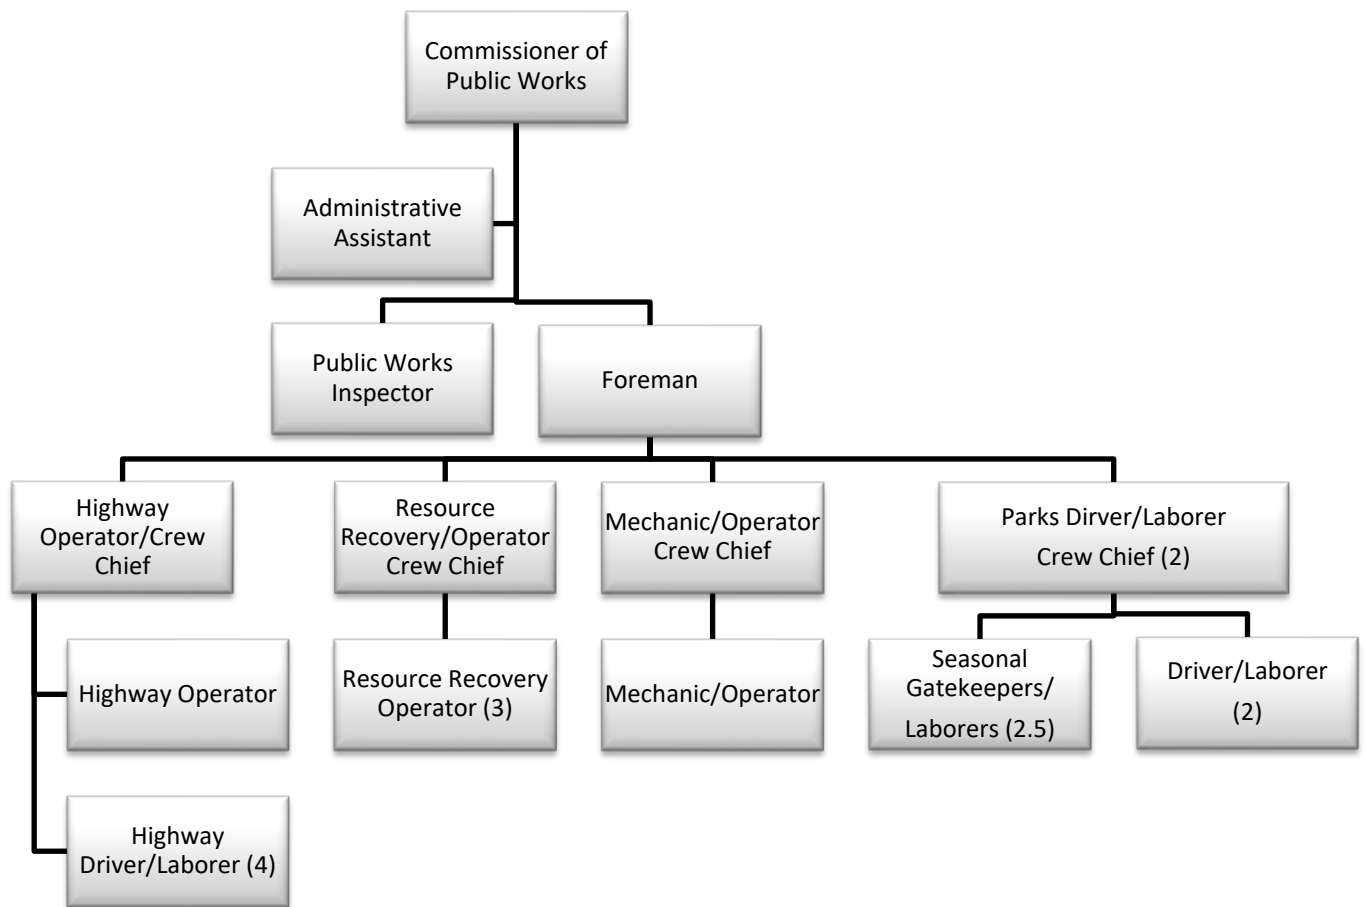 Commissioner of
Public Works
Administrative
Assistant
Public Works
Inspector
Foreman
Highway
Operator/Crew
Chief
Resource
Recovery/Operator
Crew Chief
Mechanic/Operator
Crew Chief
Parks Dirver/Laborer
Crew Chief (2)
Highway Operator
Resource Recovery
Operator (3)
Mechanic/Operator
Seasonal
Gatekeepers/
Laborers (2.5)
Driver/Laborer
(2)
Highway
Driver/Laborer (4)